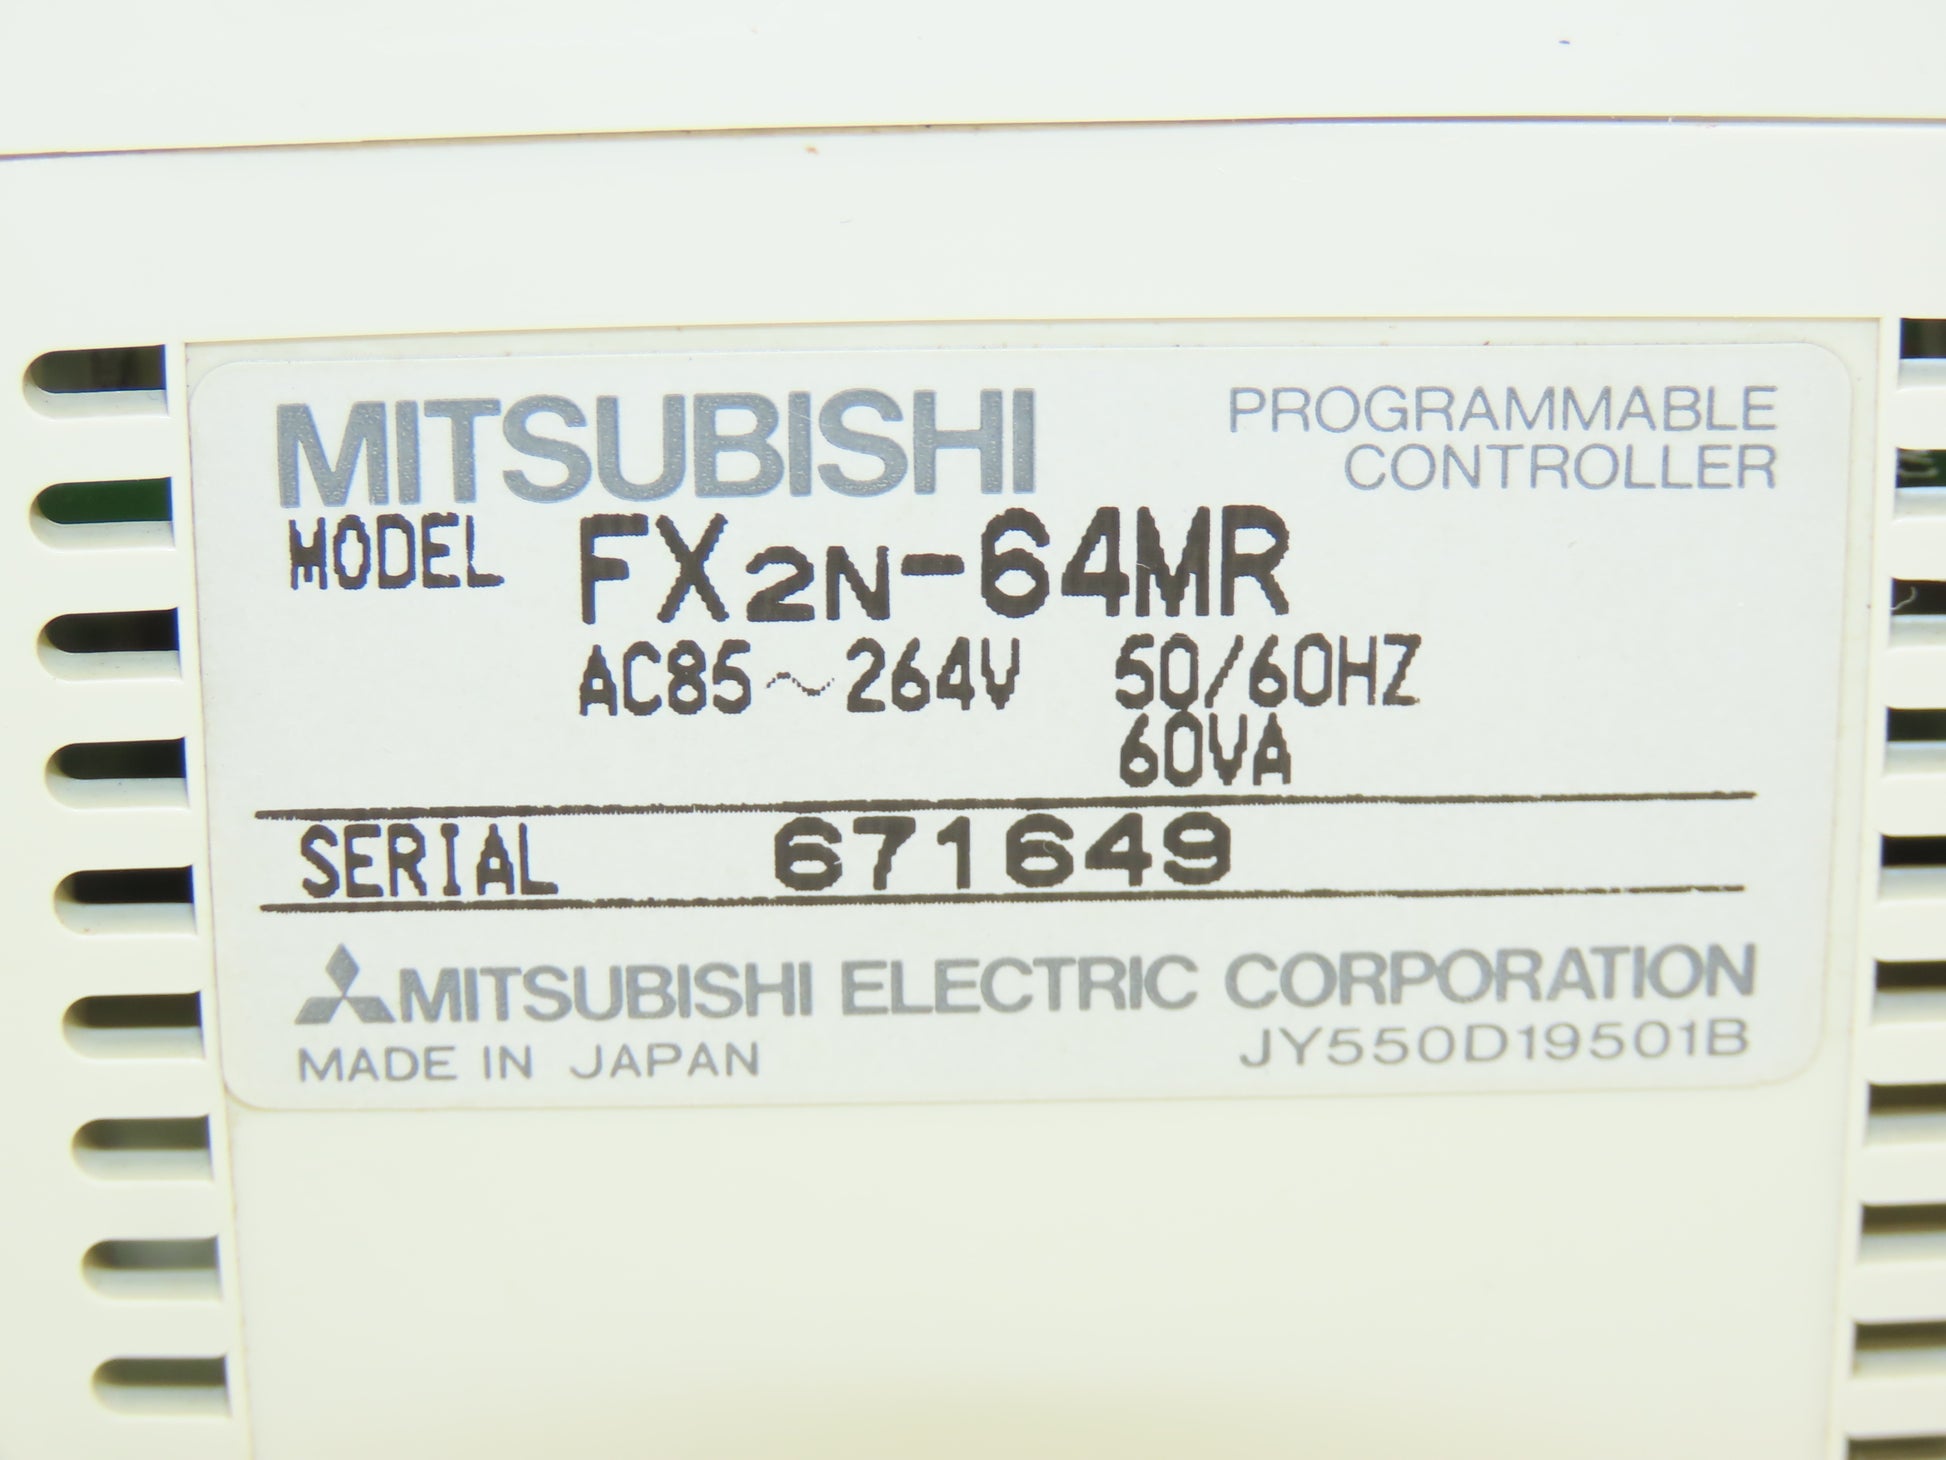 MITSUBISHI
PROGRAMMABLE
CONTROLLER
MODEL FX2N-64MR
AC85~264V 50/60HZ
60VA
SERIAL 671649
MITSUBISHI ELECTRIC CORPORATION
MADE IN JAPAN JY550D19501B